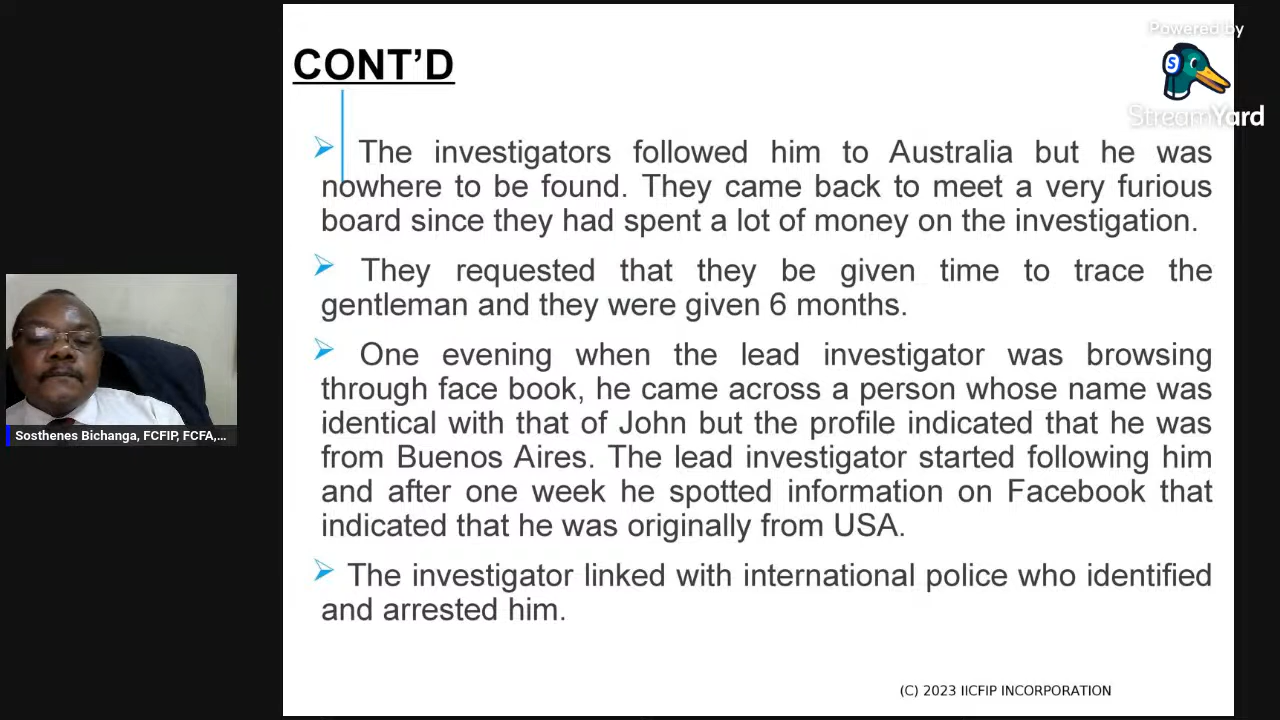 Powered by
StreamYard
CONT'D
The investigators followed him to Australia but he was
nowhere to be found. They came back to meet a very furious
board since they had spent a lot of money on the investigation.
They requested that they be given time to trace the
gentleman and they were given 6 months.
One evening when the lead investigator was browsing
through face book, he came across a person whose name was
identical with that of John but the profile indicated that he was
from Buenos Aires. The lead investigator started following him
and after one week he spotted information on Facebook that
indicated that he was originally from USA.
The investigator linked with international police who identified
and arrested him.
Sosthenes Bichanga, FCFIP, FCFA,...
(C) 2023 IICFIP INCORPORATION